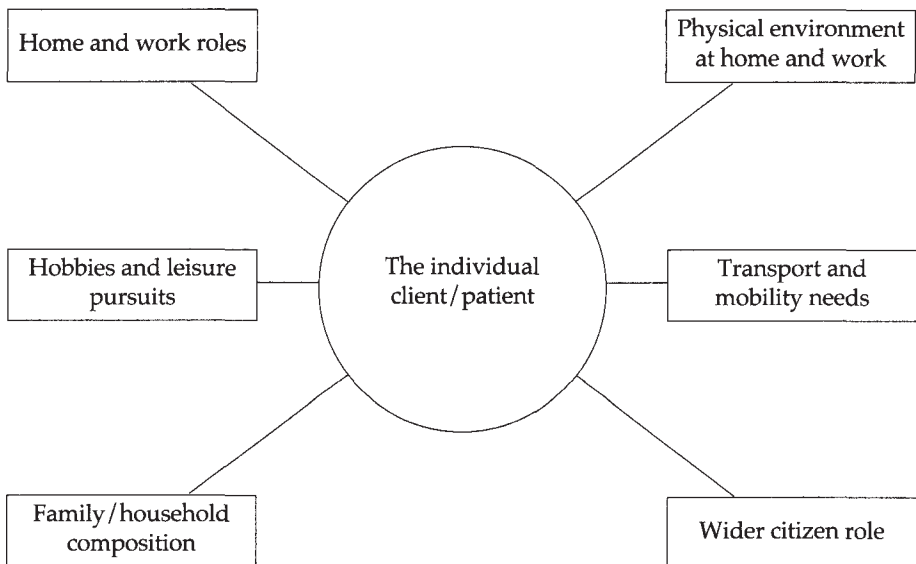 Home and work roles
Physical environment
at home and work
Hobbies and leisure
pursuits
The individual
client/patient
Transport and
mobility needs
Family/household
composition
Wider citizen role